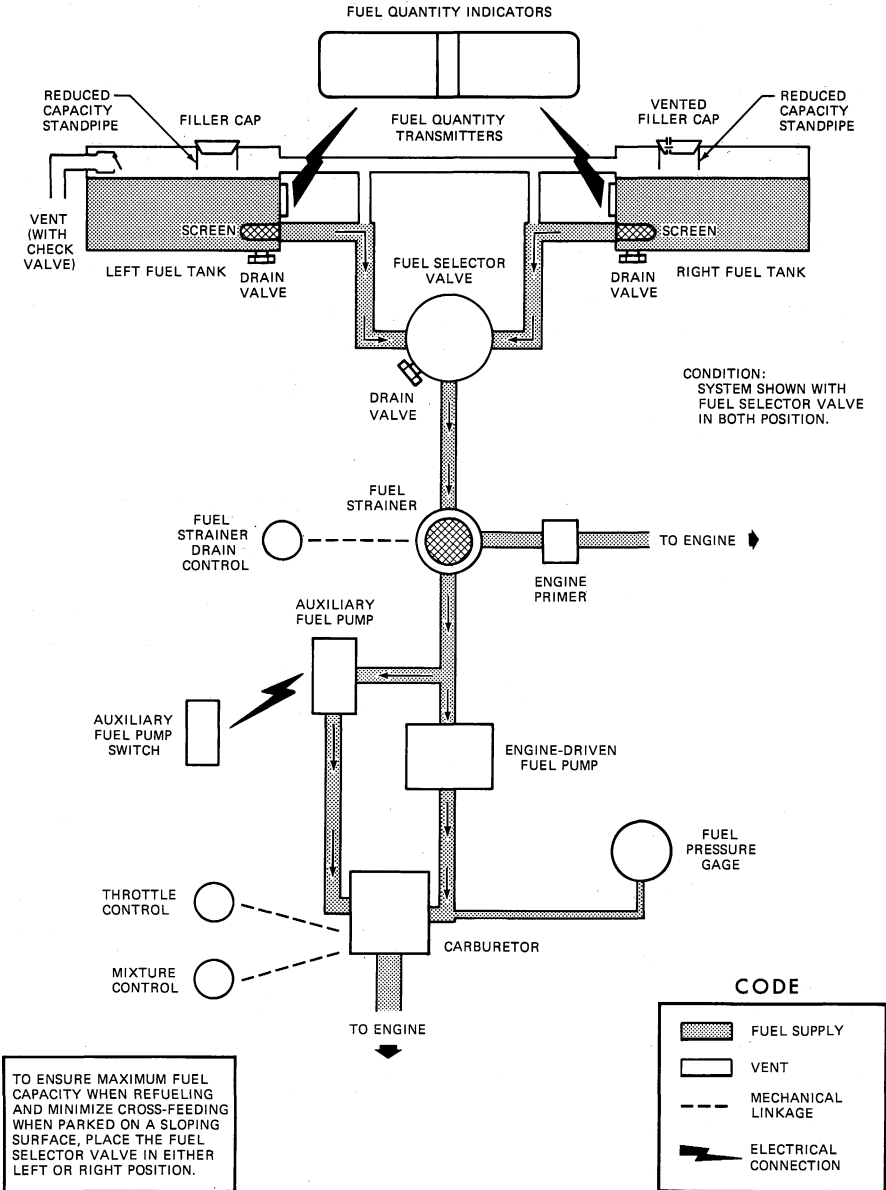 FUEL QUANTITY INDICATORS
REDUCED
CAPACITY
STANDPIPE
FILLER CAP
FUEL QUANTITY
TRANSMITTERS
VENTED
FILLER CAP
REDUCED
CAPACITY
STANDPIPE
VENT
(WITH
CHECK
VALVE)
SCREEN
SCREEN
LEFT FUEL TANK
DRAIN
VALVE
FUEL SELECTOR
VALVE
DRAIN
VALVE
RIGHT FUEL TANK
DRAIN
VALVE
CONDITION:
SYSTEM SHOWN WITH
FUEL SELECTOR VALVE
IN BOTH POSITION.
FUEL
STRAINER
FUEL
STRAINER
DRAIN
CONTROL
TO ENGINE
ENGINE
PRIMER
AUXILIARY
FUEL PUMP
AUXILIARY
FUEL PUMP
SWITCH
ENGINE-DRIVEN
FUEL PUMP
FUEL
PRESSURE
GAGE
THROTTLE
CONTROL
CARBURETOR
MIXTURE
CONTROL
TO ENGINE
CODE
FUEL SUPPLY
VENT
MECHANICAL
LINKAGE
ELECTRICAL
CONNECTION
TO ENSURE MAXIMUM FUEL
CAPACITY WHEN REFUELING
AND MINIMIZE CROSS-FEEDING
WHEN PARKED ON A SLOPING
SURFACE, PLACE THE FUEL
SELECTOR VALVE IN EITHER
LEFT OR RIGHT POSITION.